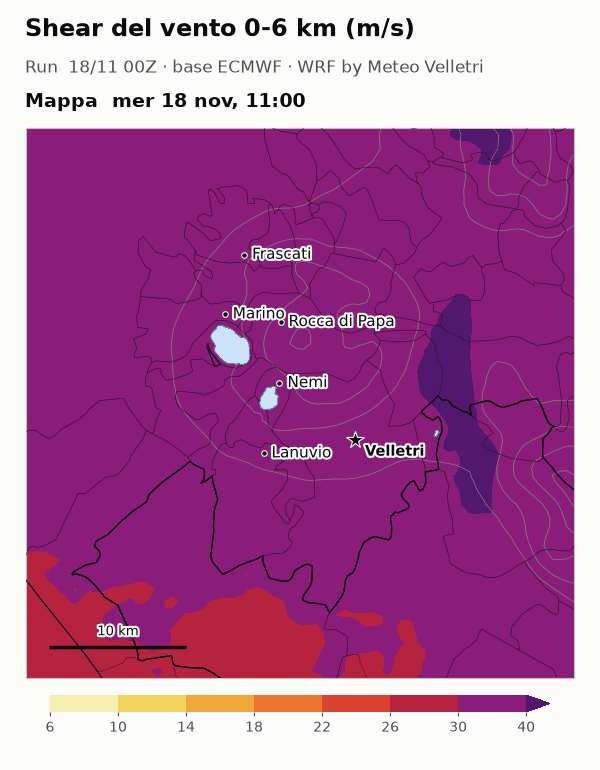 Shear del vento 0-6 km (m/s)
Run  18/11 00Z · base ECMWF · WRF by Meteo Velletri
Mappa  mer 18 nov, 11:00
Frascati
Marino
Rocca di Papa
Nemi
Velletri
Lanuvio
10 km
6 10 14 18 22 26 30 40